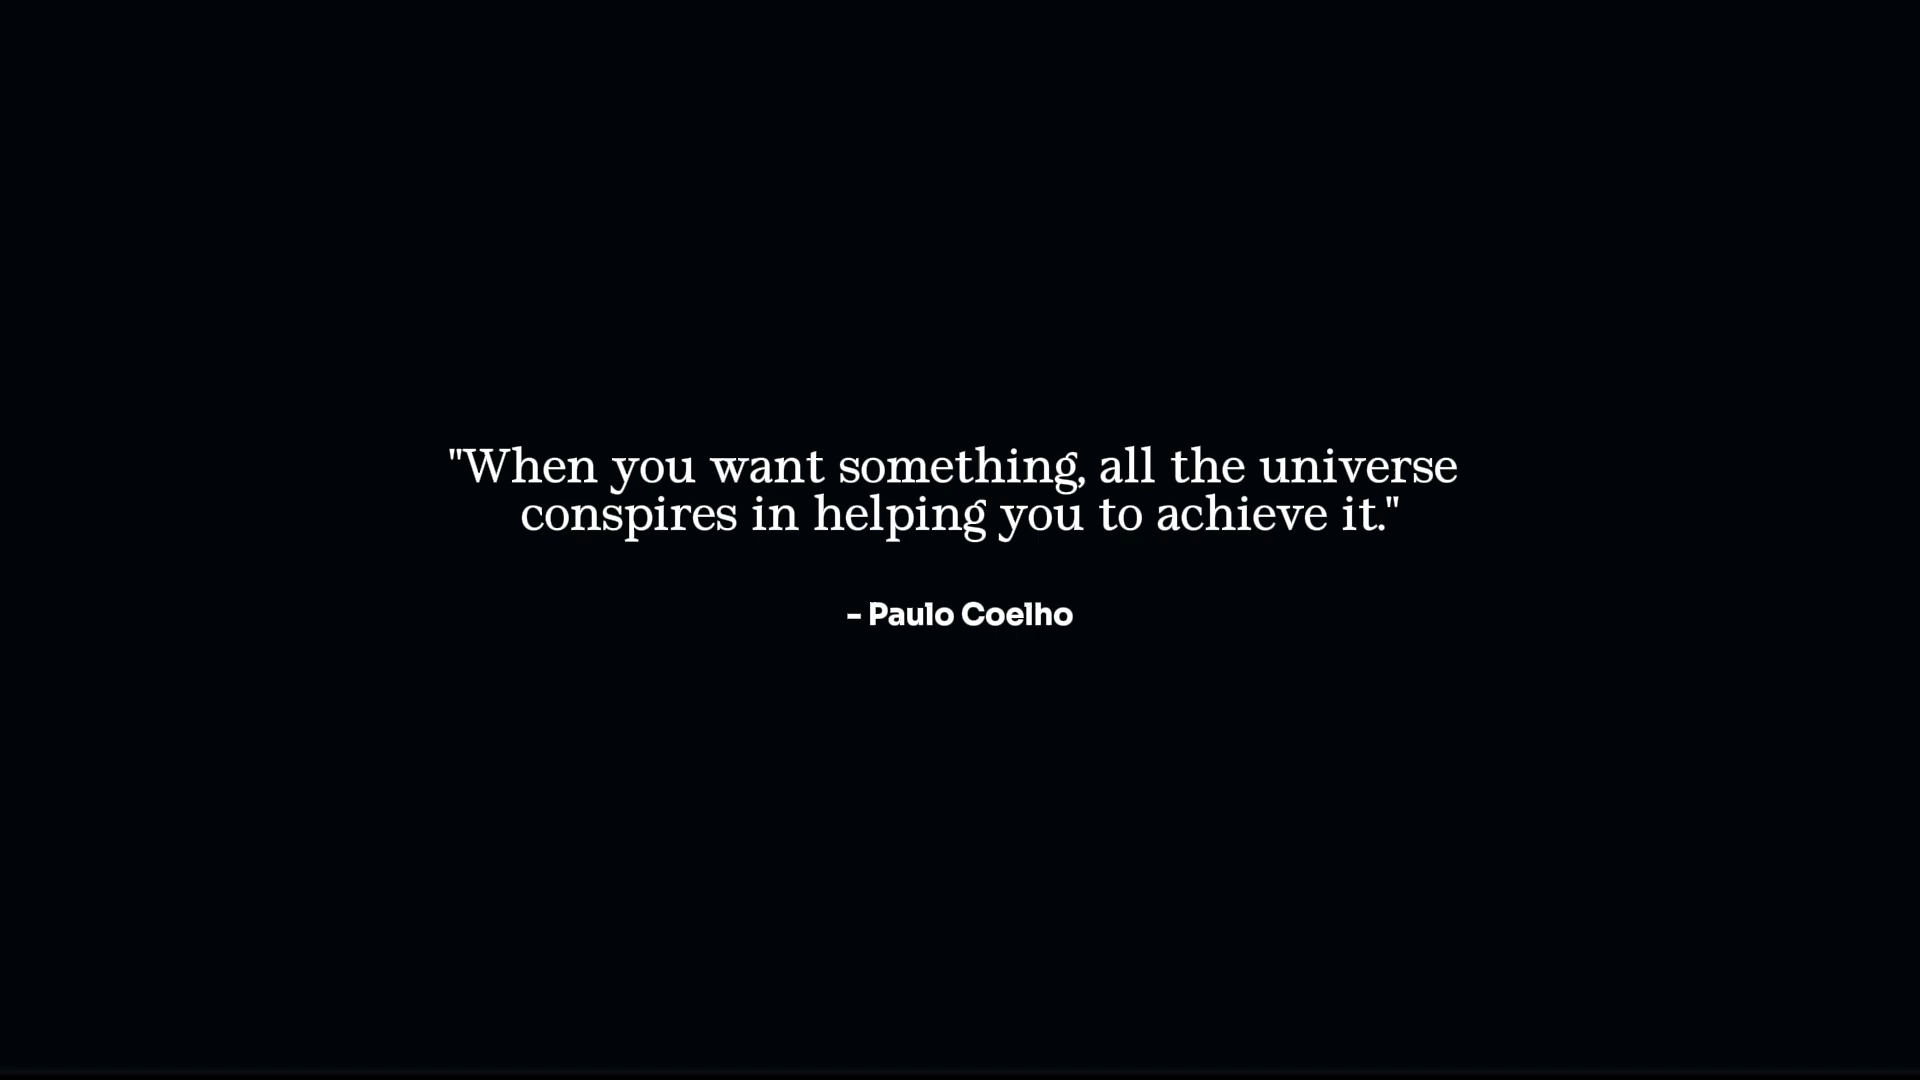 "When you want something, all the universe
conspires in helping you to achieve it."
- Paulo Coelho